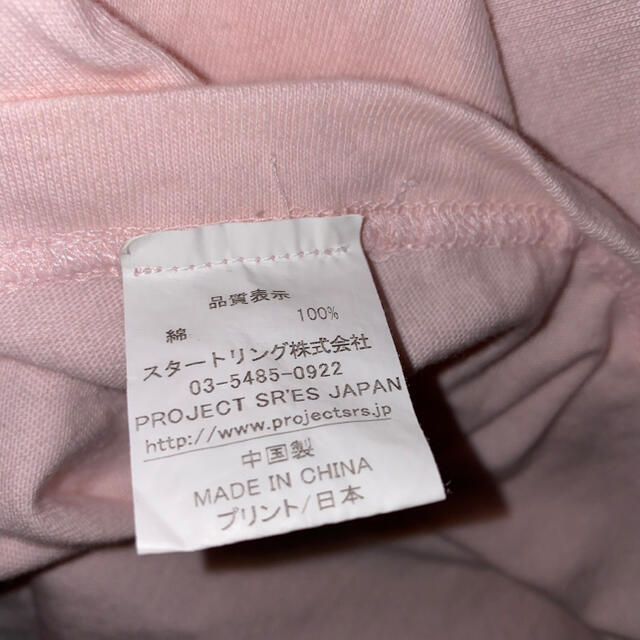 品質表示
綿 100%
スタートリング株式会社
03-5485-0922
PROJECT SR'ES JAPAN
http://www.projectsrs.jp
中国製
MADE IN CHINA
プリント/日本